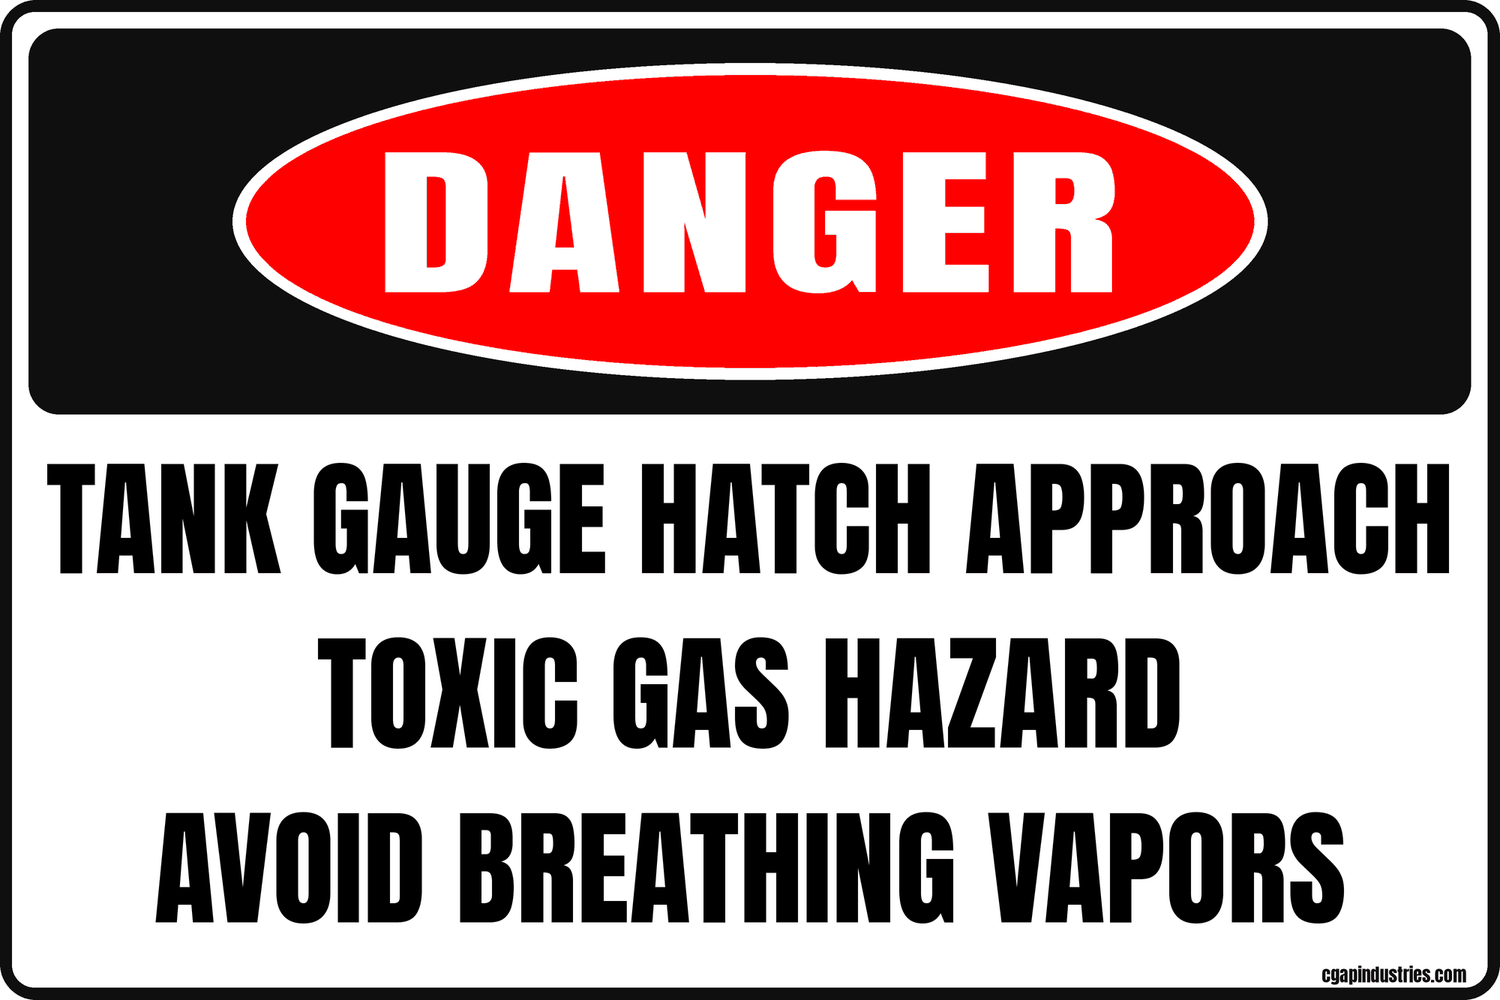 DANGER
TANK GAUGE HATCH APPROACH
TOXIC GAS HAZARD
AVOID BREATHING VAPORS
cgapindustries.com